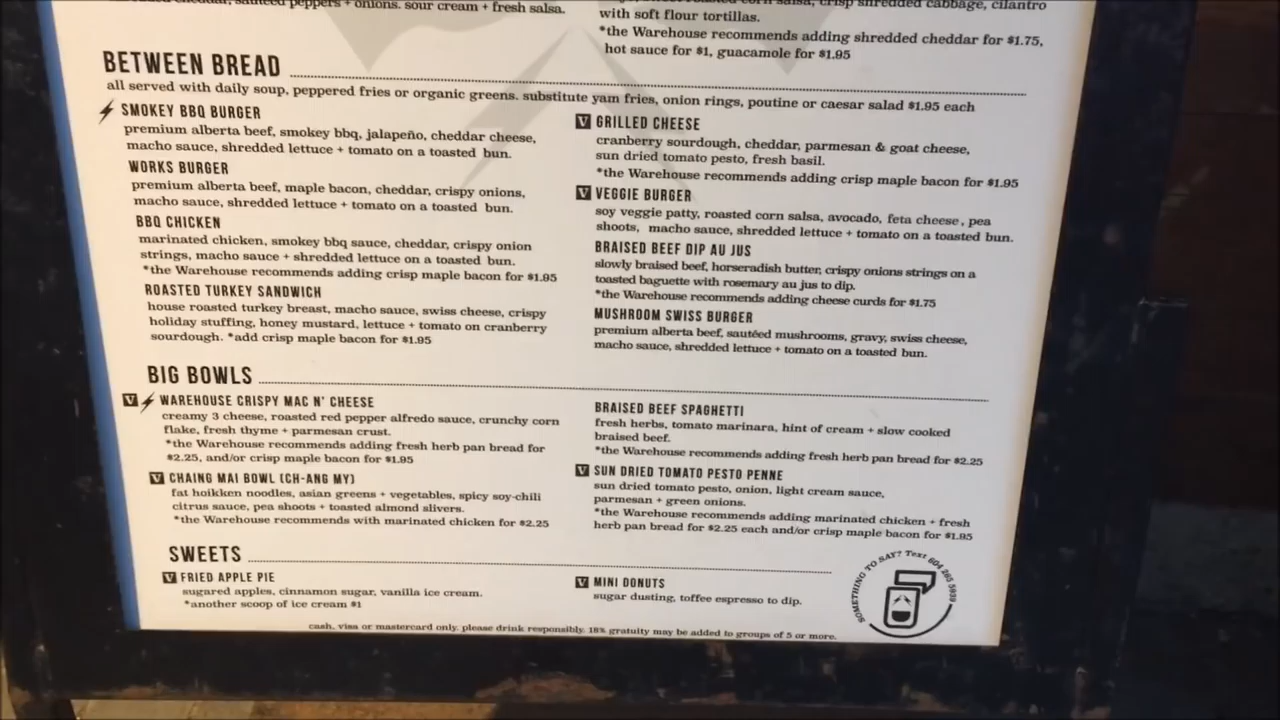 sautéed peppers + onions. sour cream + fresh salsa.
crisp shredded cabbage, cilantro
with soft flour tortillas.
*the Warehouse recommends adding shredded cheddar for $1.75,
hot sauce for $1, guacamole for $1.95
BETWEEN BREAD
all served with daily soup, peppered fries or organic greens. substitute yam fries, onion rings, poutine or caesar salad $1.95 each
SMOKEY BBQ BURGER
premium alberta beef, smokey bbq, jalapeño, cheddar cheese,
macho sauce, shredded lettuce + tomato on a toasted bun.
WORKS BURGER
premium alberta beef, maple bacon, cheddar, crispy onions,
macho sauce, shredded lettuce + tomato on a toasted bun.
BBQ CHICKEN
marinated chicken, smokey bbq sauce, cheddar, crispy onion
strings, macho sauce + shredded lettuce on a toasted bun.
*the Warehouse recommends adding crisp maple bacon for $1.95
ROASTED TURKEY SANDWICH
house roasted turkey breast, macho sauce, swiss cheese, crispy
holiday stuffing, honey mustard, lettuce + tomato on cranberry
sourdough. *add crisp maple bacon for $1.95
V GRILLED CHEESE
cranberry sourdough, cheddar, parmesan & goat cheese,
sun dried tomato pesto, fresh basil.
*the Warehouse recommends adding crisp maple bacon for $1.95
V VEGGIE BURGER
soy veggie patty, roasted corn salsa, avocado, feta cheese, pea
shoots, macho sauce, shredded lettuce + tomato on a toasted bun.
BRAISED BEEF DIP AU JUS
slowly braised beef, horseradish butter, crispy onions strings on a
toasted baguette with rosemary au jus to dip.
*the Warehouse recommends adding cheese curds for $1.75
MUSHROOM SWISS BURGER
premium alberta beef, sautéed mushrooms, gravy, swiss cheese,
macho sauce, shredded lettuce + tomato on a toasted bun.
BIG BOWLS
V WAREHOUSE CRISPY MAC N' CHEESE
creamy 3 cheese, roasted red pepper alfredo sauce, crunchy corn
flake, fresh thyme + parmesan crust.
*the Warehouse recommends adding fresh herb pan bread for
$2.25, and/or crisp maple bacon for $1.95
V CHAING MAI BOWL (CH-ANG MY)
fat hoikken noodles, asian greens + vegetables, spicy soy-chili
citrus sauce, pea shoots + toasted almond slivers.
*the Warehouse recommends with marinated chicken for $2.25
BRAISED BEEF SPAGHETTI
fresh herbs, tomato marinara, hint of cream + slow cooked
braised beef.
*the Warehouse recommends adding fresh herb pan bread for $2.25
V SUN DRIED TOMATO PESTO PENNE
sun dried tomato pesto, onion, light cream sauce,
parmesan + green onions.
*the Warehouse recommends adding marinated chicken + fresh
herb pan bread for $2.25 each and/or crisp maple bacon for $1.95
SWEETS
V FRIED APPLE PIE
sugared apples, cinnamon sugar, vanilla ice cream.
*another scoop of ice cream $1
V MINI DONUTS
sugar dusting, toffee espresso to dip.
SOMETHING TO SAY? Text 604 265 5939
cash, visa or mastercard only. please drink responsibly. 18% gratuity may be added to groups of 5 or more.